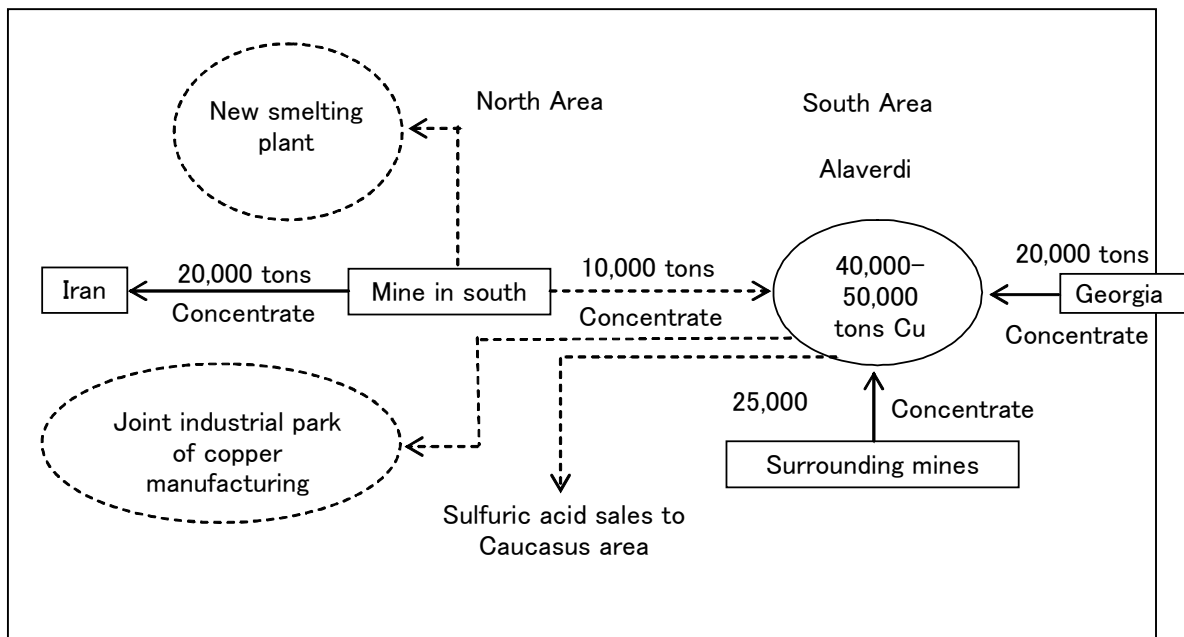 New smelting
plant
North Area
South Area
Alaverdi
Iran
20,000 tons
Concentrate
Mine in south
10,000 tons
Concentrate
40,000-
50,000
tons Cu
20,000 tons
Georgia
Concentrate
25,000
Concentrate
Surrounding mines
Joint industrial park
of copper
manufacturing
Sulfuric acid sales to
Caucasus area